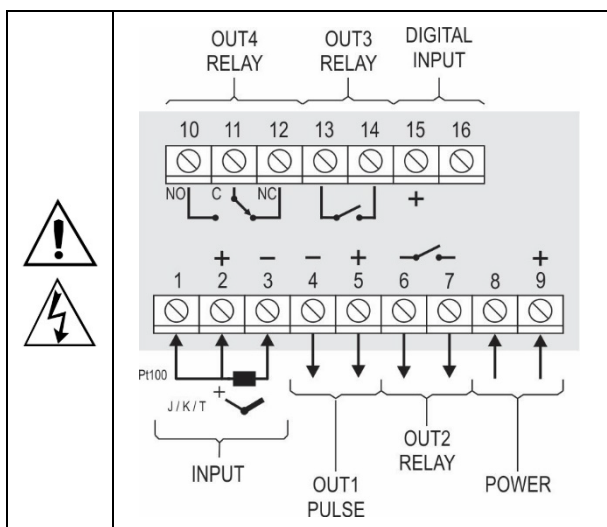 OUT4 RELAY
OUT3 RELAY
DIGITAL INPUT
10 11 12 13 14 15 16
NO C NC +
+ − − + +
1 2 3 4 5 6 7 8 9
Pt100
+
J / K / T
INPUT
OUT1 PULSE
OUT2 RELAY
POWER